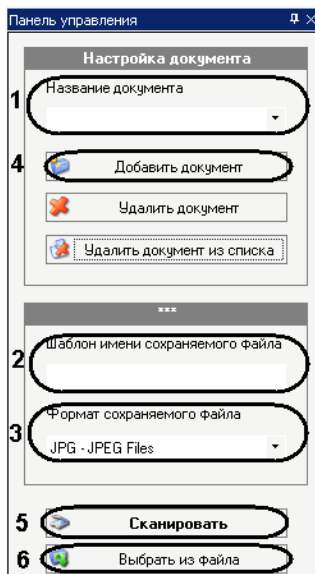 Панель управления
Настройка документа
1 Название документа
4 Добавить документ
Удалить документ
Удалить документ из списка
***
2 Шаблон имени сохраняемого файла
3 Формат сохраняемого файла
JPG - JPEG Files
5 Сканировать
6 Выбрать из файла